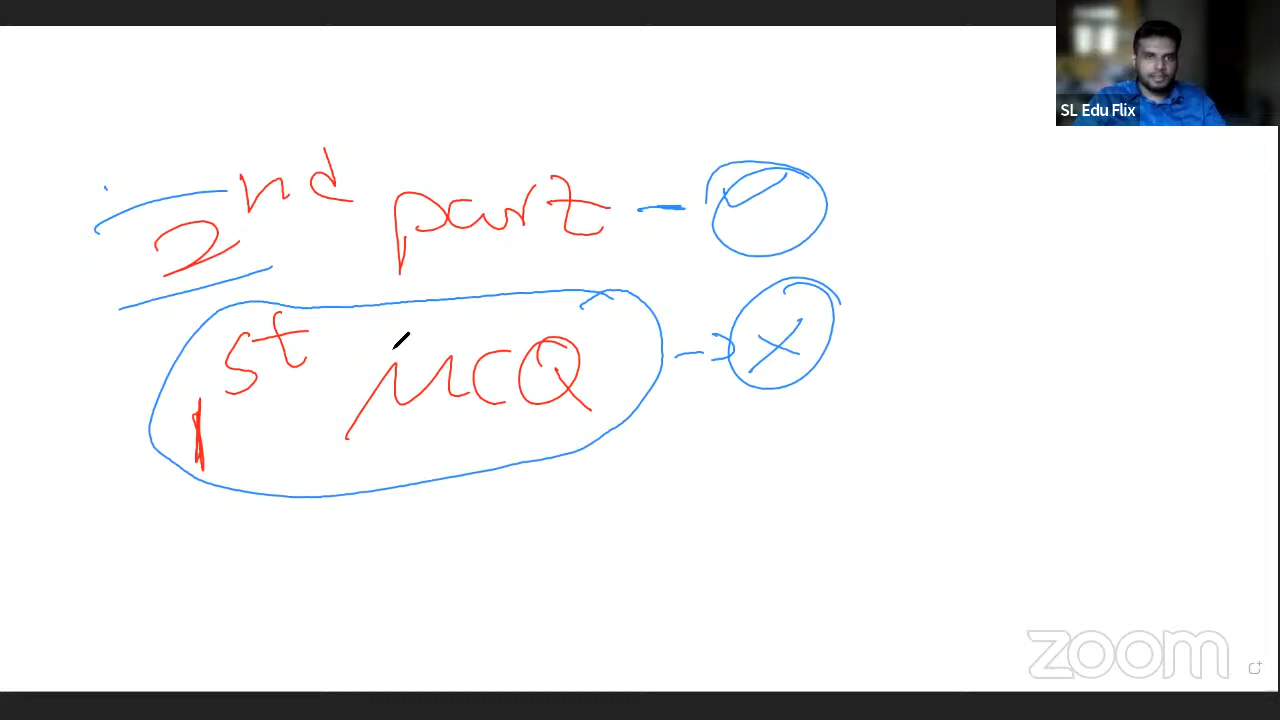 SL Edu Flix
2nd part - ✓
1st MCQ → ×
zoom